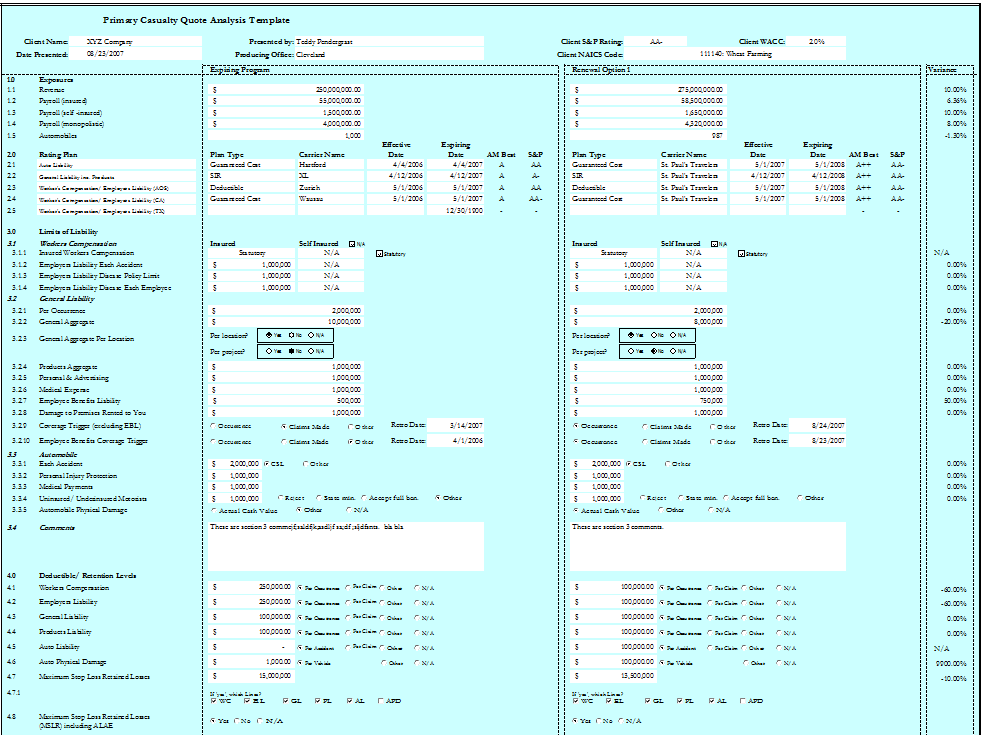 Primary Casualty Quote Analysis Template
Client Name: XYZ Company Presented by: Teddy Pendergrast Client S&P Rating: AA- Client WACC: 20%
Date Presented: 08/23/2007 Producing Office: Cleveland Client NAICS Code: 111140: Wheat Farming
Expiring Program Renewal Option 1 Variance
1.0 Exposures
1.1 Revenue $ 250,000,000.00 $ 275,000,000.00 10.00%
1.2 Payroll (insured) $ 55,000,000.00 $ 58,500,000.00 6.36%
1.3 Payroll (self-insured) $ 1,500,000.00 $ 1,650,000.00 10.00%
1.4 Payroll (monopolistic) $ 4,000,000.00 $ 4,320,000.00 8.00%
1.5 Automobiles 1,000 987 -1.30%
Effective Expiring Effective Expiring
2.0 Rating Plan Plan Type Carrier Name Date Date AM Best S&P Plan Type Carrier Name Date Date AM Best S&P
2.1 Auto Liability Guaranteed Cost Hartford 4/4/2006 4/4/2007 A AA Guaranteed Cost St. Paul's Travelers 5/1/2007 5/1/2008 A++ AA-
2.2 General Liability inc. Products SIR XL 4/12/2006 4/12/2007 A A- SIR St. Paul's Travelers 4/12/2007 4/12/2008 A++ AA-
2.3 Worker's Compensation/ Employers Liability (AOS) Deductible Zurich 5/1/2006 5/1/2007 A AA Deductible St. Paul's Travelers 5/1/2007 5/1/2008 A++ AA-
2.4 Worker's Compensation/ Employers Liability (CA) Guaranteed Cost Wausau 5/1/2006 5/1/2007 A AA- Guaranteed Cost St. Paul's Travelers 5/1/2007 5/1/2008 A++ AA-
2.5 Worker's Compensation/ Employers Liability (TX) 12/30/1900 - - - -
3.0 Limits of Liability
3.1 Workers Compensation Insured Self Insured N/A Insured Self Insured N/A
3.1.1 Insured Workers Compensation Statutory N/A Statutory Statutory N/A Statutory N/A
3.1.2 Employers Liability Each Accident $ 1,000,000 N/A $ 1,000,000 N/A 0.00%
3.1.3 Employers Liability Disease Policy Limit $ 1,000,000 N/A $ 1,000,000 N/A 0.00%
3.1.4 Employers Liability Disease Each Employee $ 1,000,000 N/A $ 1,000,000 N/A 0.00%
3.2 General Liability
3.2.1 Per Occurrence $ 2,000,000 $ 2,000,000 0.00%
3.2.2 General Aggregate $ 10,000,000 $ 8,000,000 -20.00%
3.2.3 General Aggregate Per Location Per location? Yes No N/A Per location? Yes No N/A
Per project? Yes No N/A Per project? Yes No N/A
3.2.4 Products Aggregate $ 1,000,000 $ 1,000,000 0.00%
3.2.5 Personal & Advertising $ 1,000,000 $ 1,000,000 0.00%
3.2.6 Medical Expense $ 1,000,000 $ 1,000,000 0.00%
3.2.7 Employee Benefits Liability $ 500,000 $ 750,000 50.00%
3.2.8 Damage to Premises Rented to You $ 1,000,000 $ 1,000,000 0.00%
3.2.9 Coverage Trigger (excluding EBL) Occurrence Claims Made Other Retro Date: 3/14/2007 Occurrence Claims Made Other Retro Date: 8/24/2007
3.2.10 Employee Benefits Coverage Trigger Occurrence Claims Made Other Retro Date: 4/1/2006 Occurrence Claims Made Other Retro Date: 8/23/2007
3.3 Automobile
3.3.1 Each Accident $ 2,000,000 CSL Other $ 2,000,000 CSL Other 0.00%
3.3.2 Personal Injury Protection $ 1,000,000 $ 1,000,000 0.00%
3.3.3 Medical Payments $ 1,000,000 $ 1,000,000 0.00%
3.3.4 Uninsured/ Underinsured Motorists $ 1,000,000 Reject State min. Accept full ban. Other $ 1,000,000 Reject State min. Accept full ban. Other 0.00%
3.3.5 Automobile Physical Damage Actual Cash Value Other N/A Actual Cash Value Other N/A
3.4 Comments These are section 3 bla bla These are section 3 comments.
4.0 Deductible/ Retention Levels
4.1 Workers Compensation $ 250,000.00 Per Occurrence Per Claim Other N/A $ 100,000.00 Per Occurrence Per Claim Other N/A -60.00%
4.2 Employers Liability $ 250,000.00 Per Occurrence Per Claim Other N/A $ 100,000.00 Per Occurrence Per Claim Other N/A -60.00%
4.3 General Liability $ 100,000.00 Per Occurrence Per Claim Other N/A $ 100,000.00 Per Occurrence Per Claim Other N/A 0.00%
4.4 Products Liability $ 100,000.00 Per Occurrence Per Claim Other N/A $ 100,000.00 Per Occurrence Per Claim Other N/A 0.00%
4.5 Auto Liability $ - Per Accident Per Claim Other N/A $ 100,000.00 Per Accident Per Claim Other N/A N/A
4.6 Auto Physical Damage $ 1,000.00 Per Vehicle Other N/A $ 100,000.00 Per Vehicle Other N/A 9900.00%
4.7 Maximum Stop Loss Retained Losses $ 15,000,000 $ 13,500,000 -10.00%
4.7.1 If 'yes', which Lines? If 'yes', which Lines?
WC EL GL PL AL APD WC EL GL PL AL APD
4.8 Maximum Stop Loss Retained Losses
(MSLR) including ALAE Yes No N/A Yes No N/A